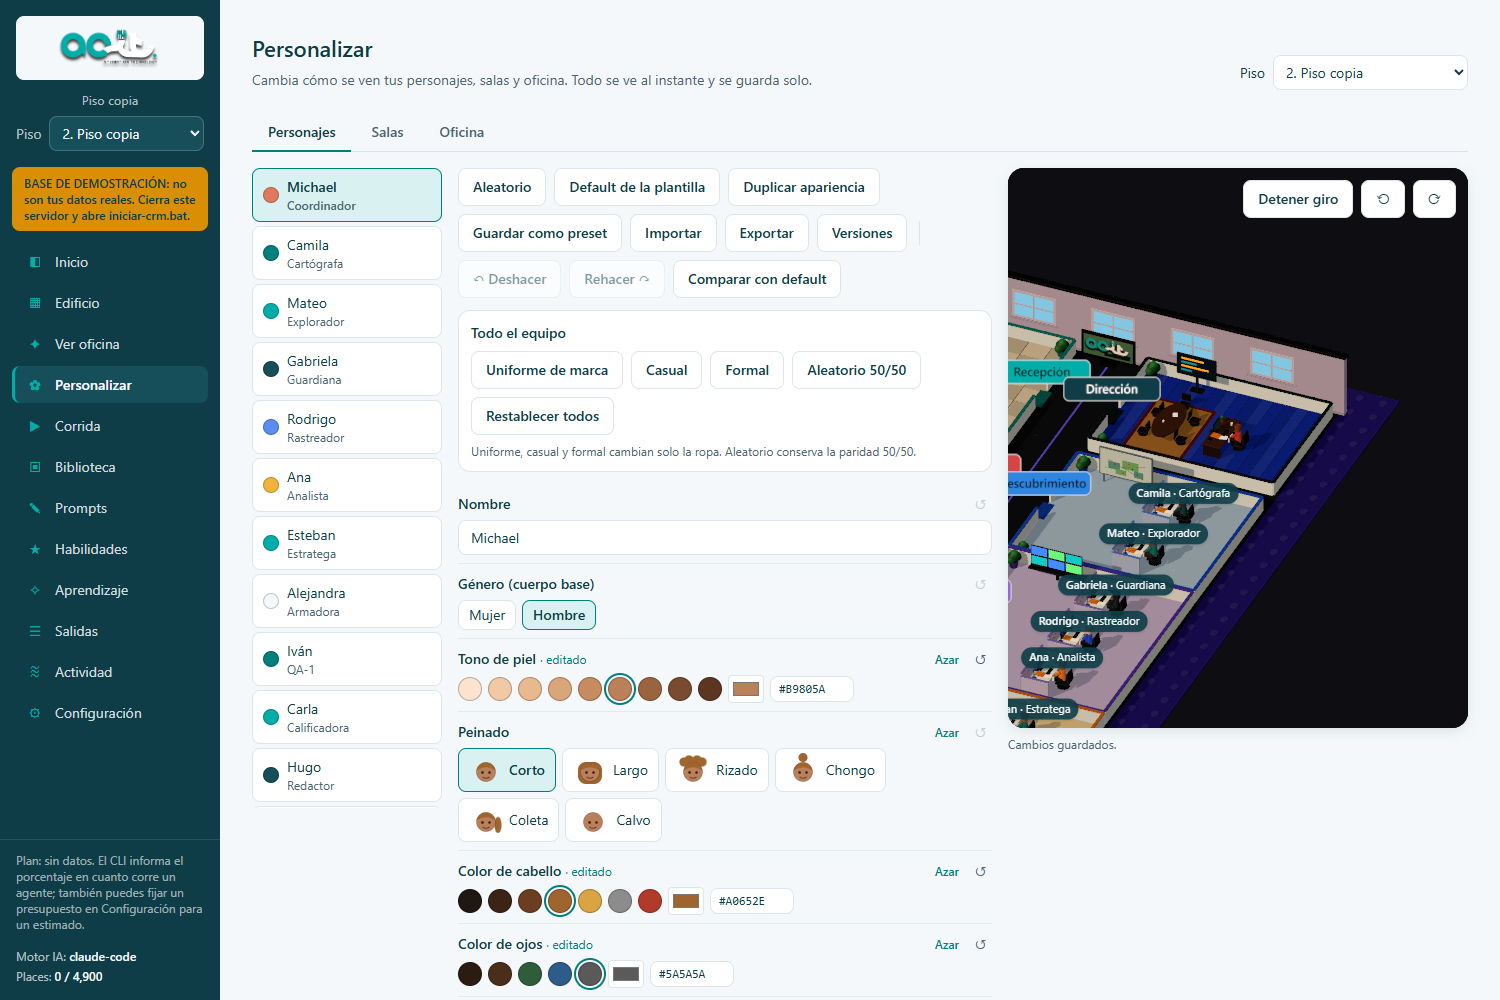 acit
Piso copia
Piso
2. Piso copia
BASE DE DEMOSTRACIÓN: no
son tus datos reales. Cierra este
servidor y abre iniciar-crm.bat.
Inicio
Edificio
Ver oficina
Personalizar
Corrida
Biblioteca
Prompts
Habilidades
Aprendizaje
Salidas
Actividad
Configuración
Plan: sin datos. El CLI informa el
porcentaje en cuanto corre un
agente; también puedes fijar un
presupuesto en Configuración para
un estimado.
Motor IA: claude-code
Places: 0 / 4,900
Personalizar
Cambia cómo se ven tus personajes, salas y oficina. Todo se ve al instante y se guarda solo.
Piso
2. Piso copia
Personajes
Salas
Oficina
Michael
Coordinador
Camila
Cartógrafa
Mateo
Explorador
Gabriela
Guardiana
Rodrigo
Rastreador
Ana
Analista
Esteban
Estratega
Alejandra
Armadora
Iván
QA-1
Carla
Calificadora
Hugo
Redactor
Aleatorio
Default de la plantilla
Duplicar apariencia
Guardar como preset
Importar
Exportar
Versiones
↶ Deshacer
Rehacer ↷
Comparar con default
Todo el equipo
Uniforme de marca
Casual
Formal
Aleatorio 50/50
Restablecer todos
Uniforme, casual y formal cambian solo la ropa. Aleatorio conserva la paridad 50/50.
Nombre
Michael
Género (cuerpo base)
Mujer
Hombre
Tono de piel · editado
Azar
#B9805A
Peinado
Azar
Corto
Largo
Rizado
Chongo
Coleta
Calvo
Color de cabello · editado
Azar
#A0652E
Color de ojos · editado
Azar
#5A5A5A
Detener giro
Recepción
Dirección
escubrimiento
Camila · Cartógrafa
Mateo · Explorador
Gabriela · Guardiana
Rodrigo · Rastreador
Ana · Analista
an · Estratega
Cambios guardados.